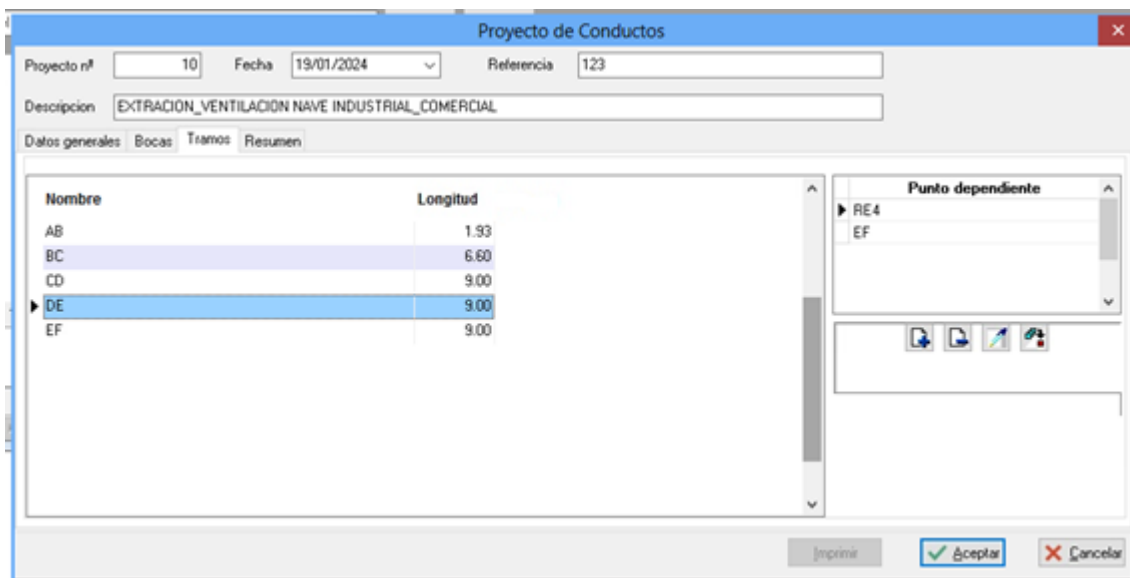 Proyecto de Conductos
Proyecto nº 10 Fecha 19/01/2024 Referencia 123
Descripcion EXTRACION_VENTILACION NAVE INDUSTRIAL_COMERCIAL
Datos generales Bocas Tramos Resumen
Nombre Longitud
AB 1.93
BC 6.60
CD 9.00
DE 9.00
EF 9.00
Punto dependiente
RE4
EF
Imprimir Aceptar Cancelar